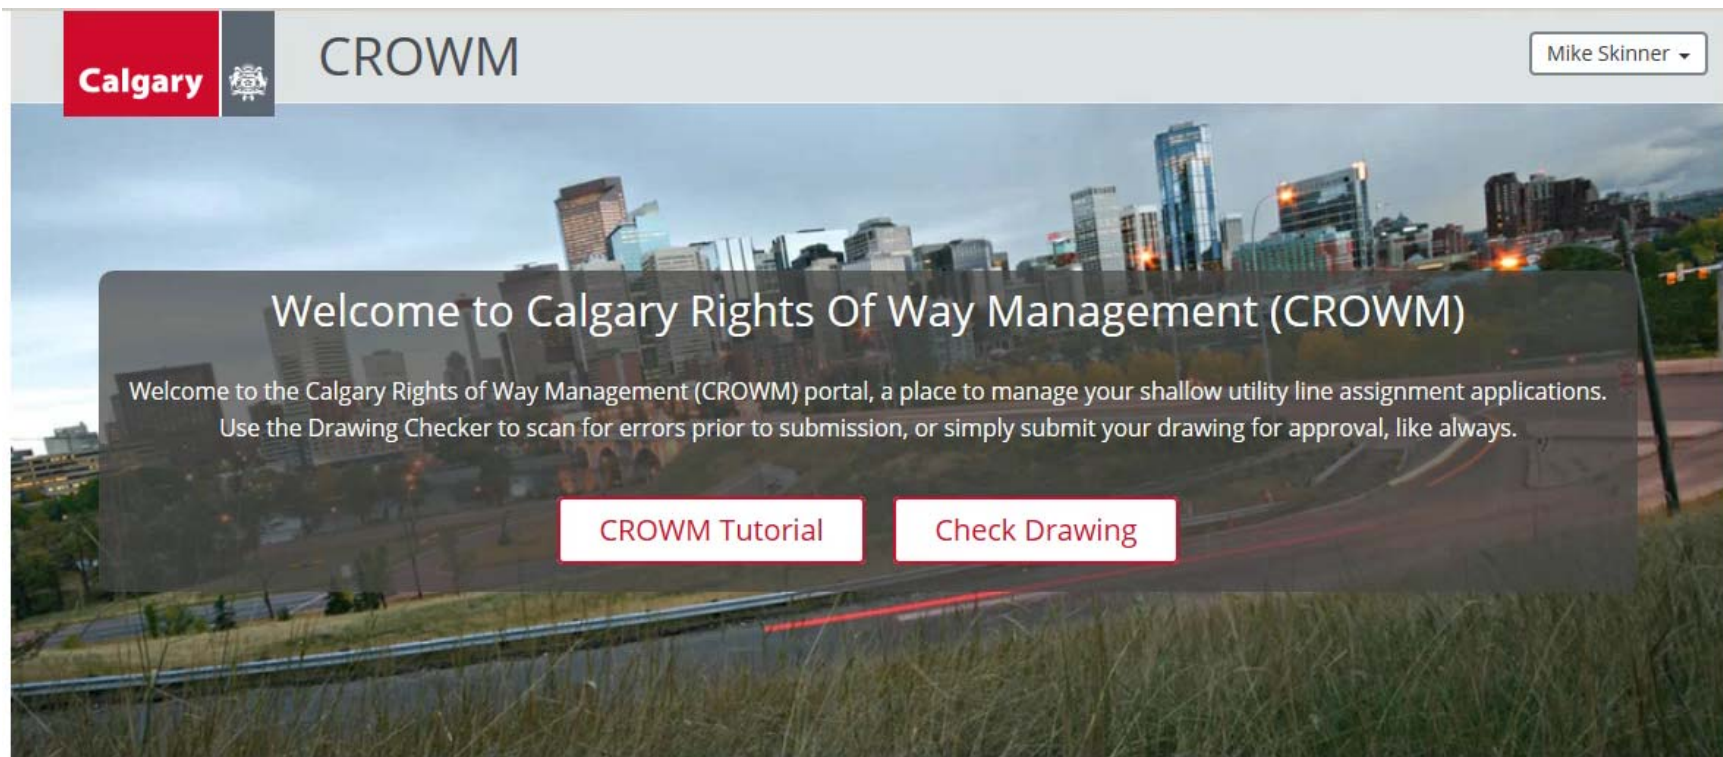 Calgary
CROWM
Mike Skinner
Welcome to Calgary Rights Of Way Management (CROWM)
Welcome to the Calgary Rights of Way Management (CROWM) portal, a place to manage your shallow utility line assignment applications.
Use the Drawing Checker to scan for errors prior to submission, or simply submit your drawing for approval, like always.
CROWM Tutorial
Check Drawing